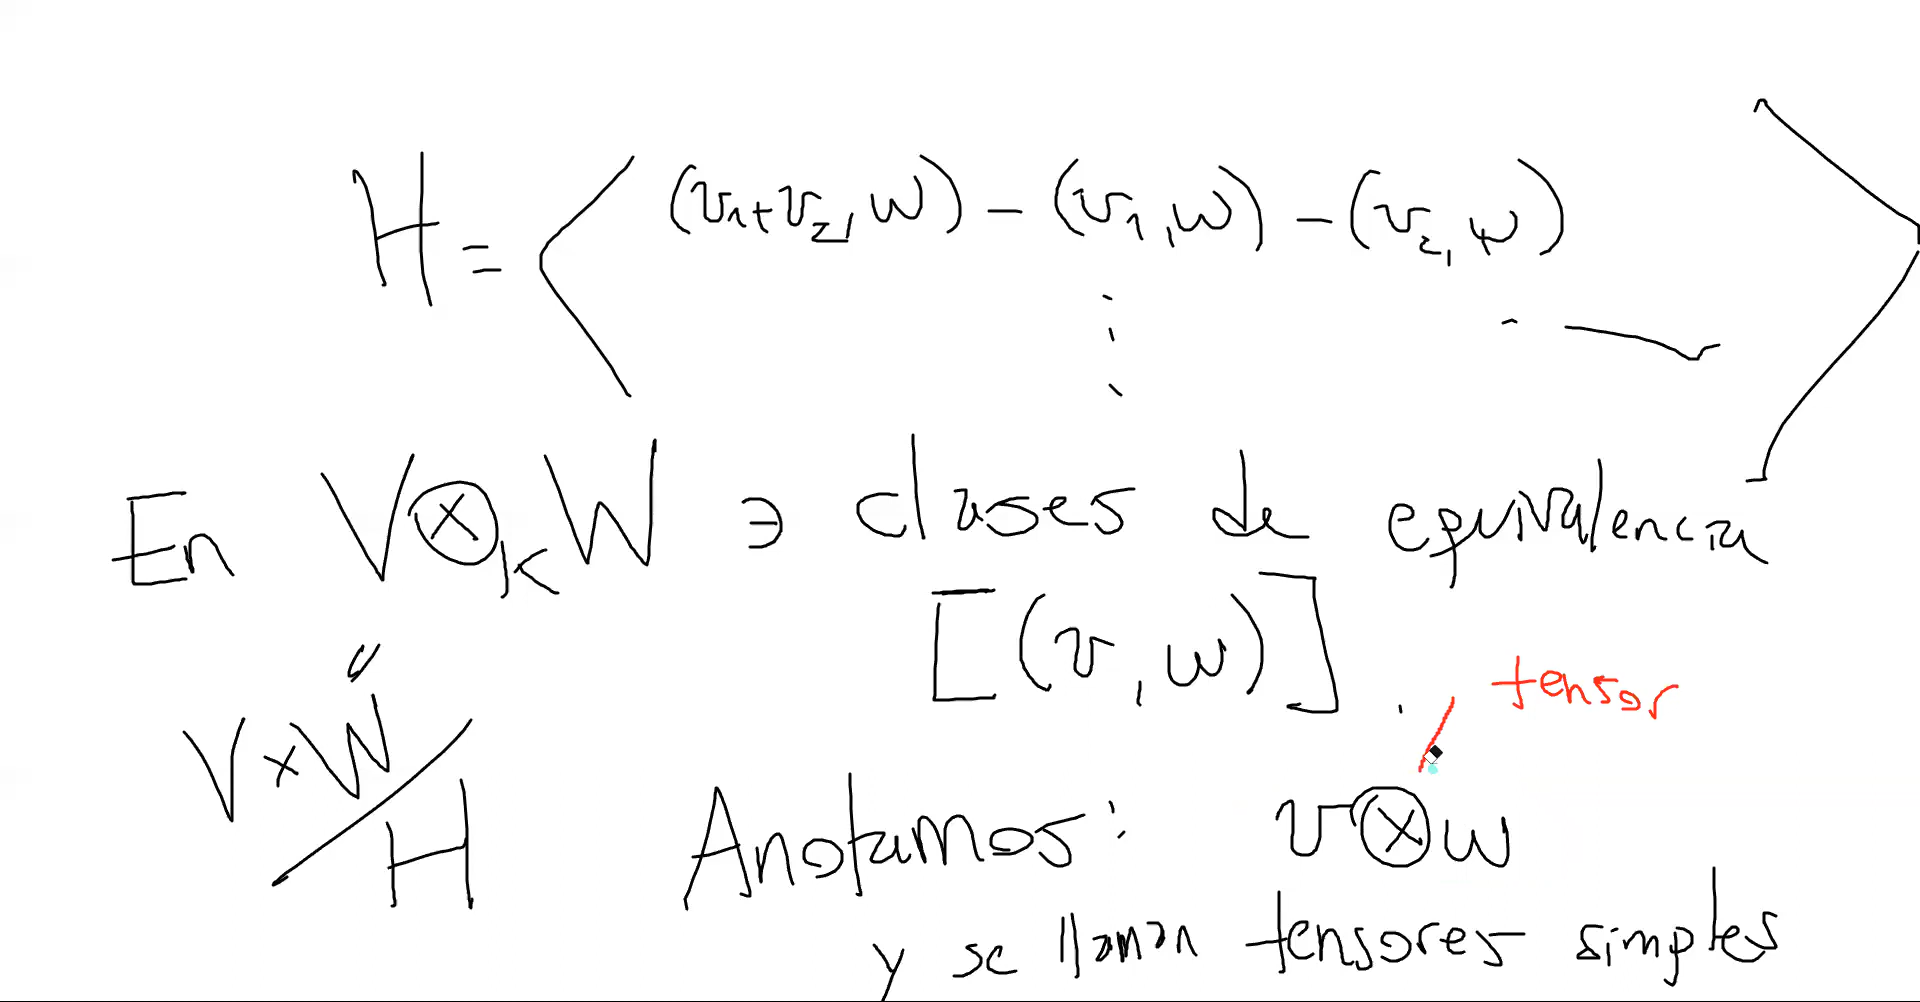 H = ⟨ (v₁+v₂, w) - (v₁, w) - (v₂, w) ⟩
En V⊗ₖW ∋ clases de equivalencia
[(v, w)].
tensor
V×W/H
Anotamos: v⊗w
y se llaman tensores simples